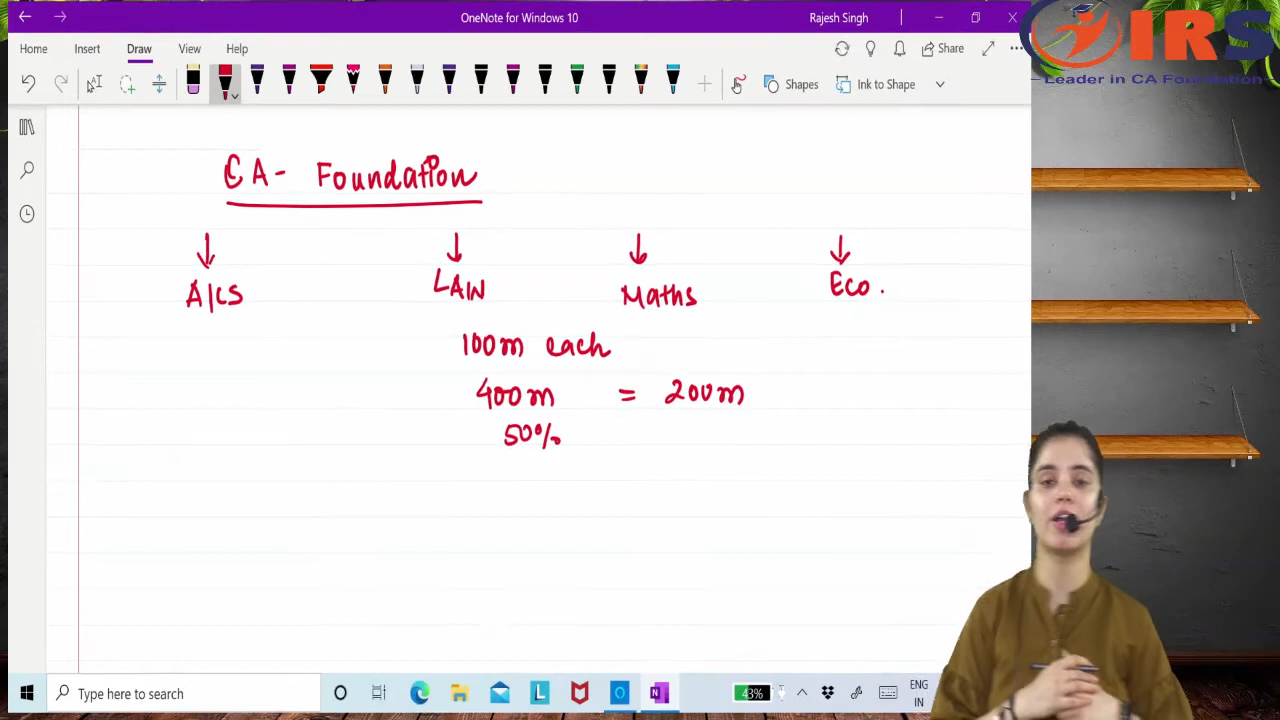 OneNote for Windows 10
Rajesh Singh
IRS
Leader in CA Foundation
Home Insert Draw View Help
Share
Shapes
Ink to Shape
CA- Foundation
A/CS LAW Maths Eco.
100m each
400m = 200m
50%
Type here to search
L
O
N
43%
ENG
IN